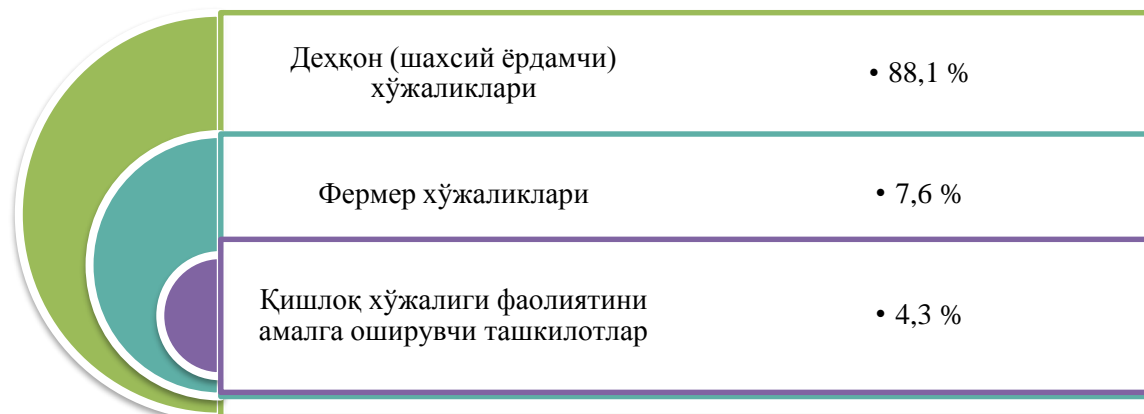 Деҳқон (шахсий ёрдамчи)
хўжаликлари
• 88,1 %
Фермер хўжаликлари
• 7,6 %
Қишлоқ хўжалиги фаолиятини
амалга оширувчи ташкилотлар
• 4,3 %